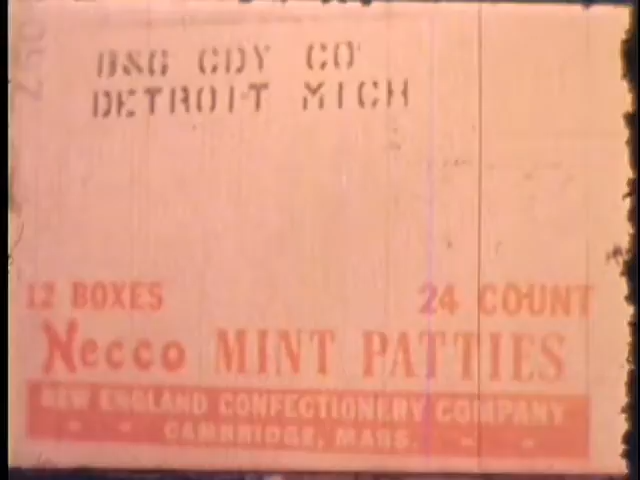 B&G CDY CO
DETROIT MICH
12 BOXES 24 COUNT
Necco MINT PATTIES
NEW ENGLAND CONFECTIONERY COMPANY
CAMBRIDGE, MASS.